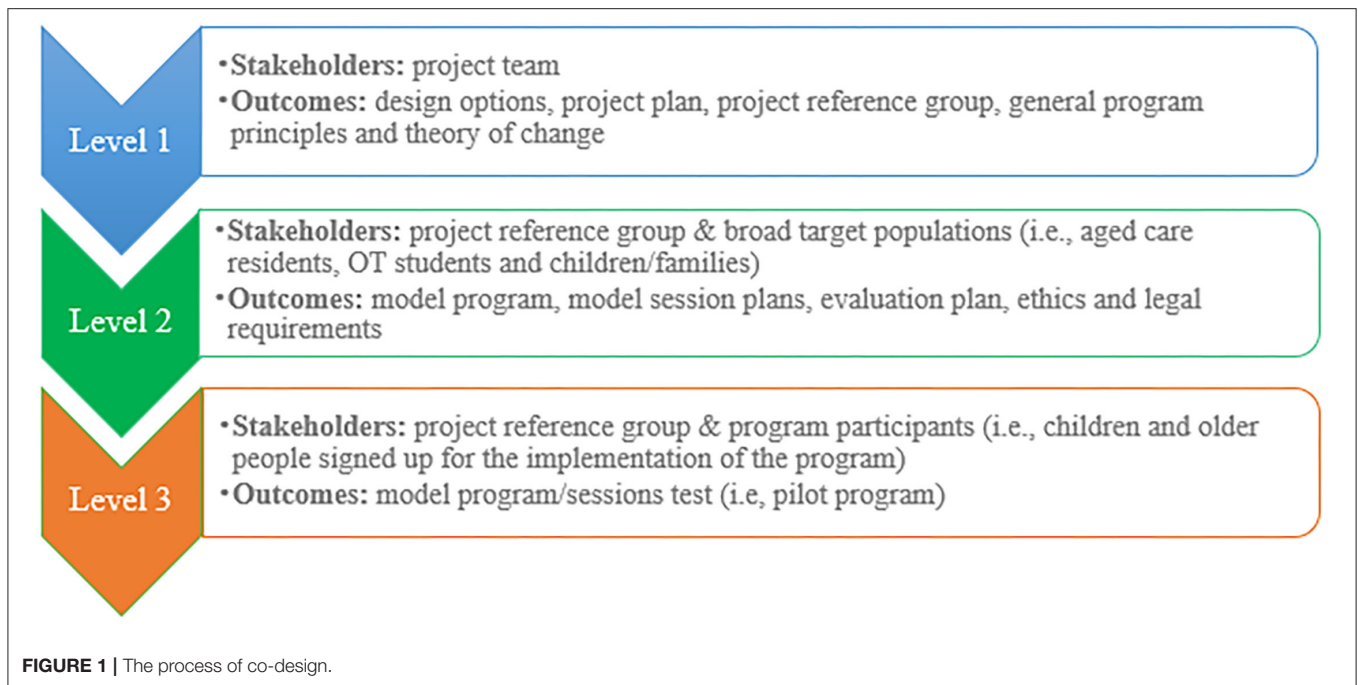 Level 1
•Stakeholders: project team
•Outcomes: design options, project plan, project reference group, general program
principles and theory of change
Level 2
•Stakeholders: project reference group & broad target populations (i.e., aged care
residents, OT students and children/families)
•Outcomes: model program, model session plans, evaluation plan, ethics and legal
requirements
Level 3
•Stakeholders: project reference group & program participants (i.e., children and older
people signed up for the implementation of the program)
•Outcomes: model program/sessions test (i.e, pilot program)
FIGURE 1 | The process of co-design.